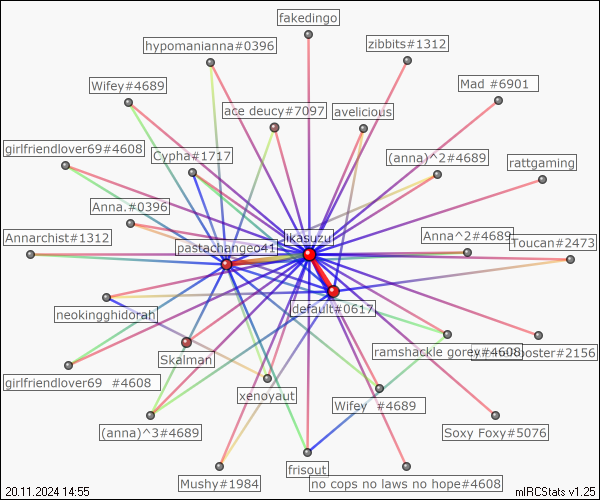 fakedingo
hypomanianna#0396
zibbits#1312
Wifey#4689
Mad #6901
ace deucy#7097
avelicious
girlfriendlover69#4608
Cypha#1717
(anna)^2#4689
rattgaming
Anna.#0396
Annarchist#1312
pastachangeo41
ikasuzu
Anna^2#4689
Toucan#2473
neokingghidorah
default#0617
Skalman
ramshackle gorey#4608
oster#2156
girlfriendlover69 #4608
xenoyaut
Wifey #4689
(anna)^3#4689
Soxy Foxy#5076
Mushy#1984
frisout
no cops no laws no hope#4608
20.11.2024 14:55
mIRCStats v1.25